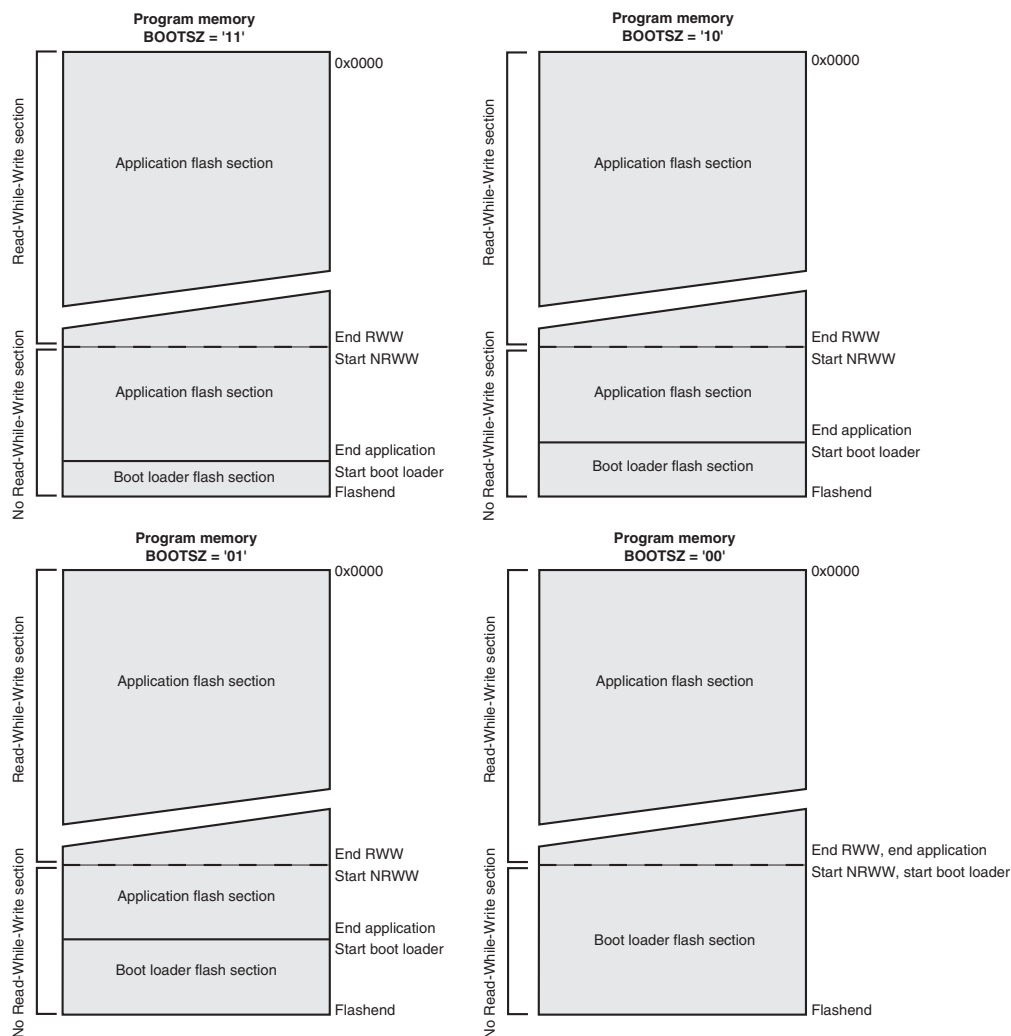 Program memory
BOOTSZ = '11'
0x0000
Read-While-Write section
Application flash section
End RWW
Start NRWW
No Read-While-Write section
Application flash section
End application
Start boot loader
Boot loader flash section
Flashend
Program memory
BOOTSZ = '10'
0x0000
Read-While-Write section
Application flash section
End RWW
Start NRWW
No Read-While-Write section
Application flash section
End application
Start boot loader
Boot loader flash section
Flashend
Program memory
BOOTSZ = '01'
0x0000
Read-While-Write section
Application flash section
End RWW
Start NRWW
No Read-While-Write section
Application flash section
End application
Start boot loader
Boot loader flash section
Flashend
Program memory
BOOTSZ = '00'
0x0000
Read-While-Write section
Application flash section
End RWW, end application
Start NRWW, start boot loader
No Read-While-Write section
Boot loader flash section
Flashend